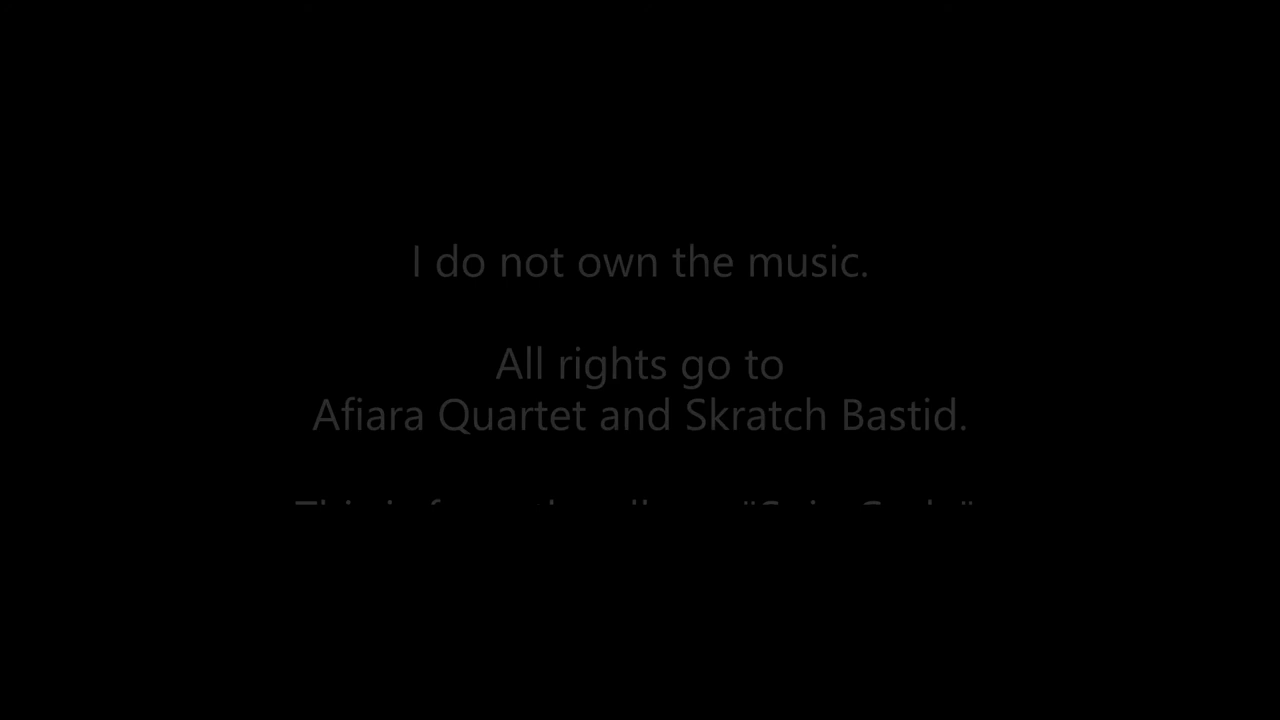 I do not own the music.
All rights go to
Afiara Quartet and Skratch Bastid.